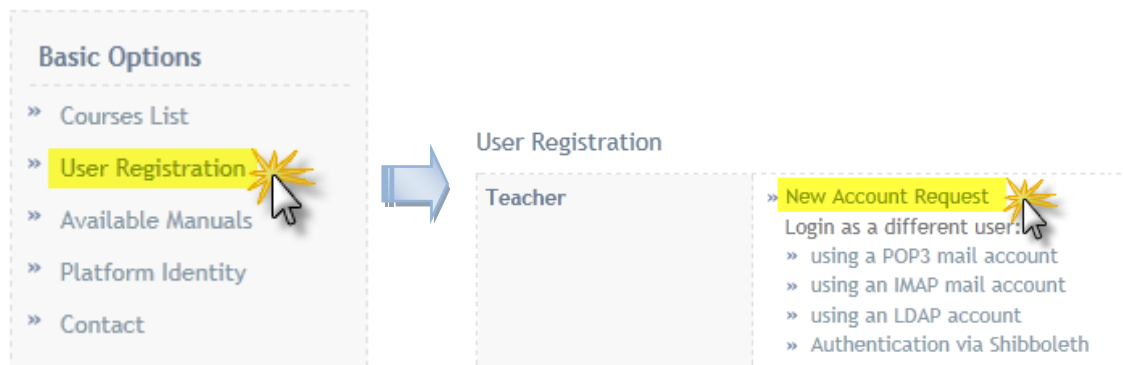 Basic Options
» Courses List
» User Registration
» Available Manuals
» Platform Identity
» Contact
User Registration
Teacher
» New Account Request
Login as a different user:
» using a POP3 mail account
» using an IMAP mail account
» using an LDAP account
» Authentication via Shibboleth